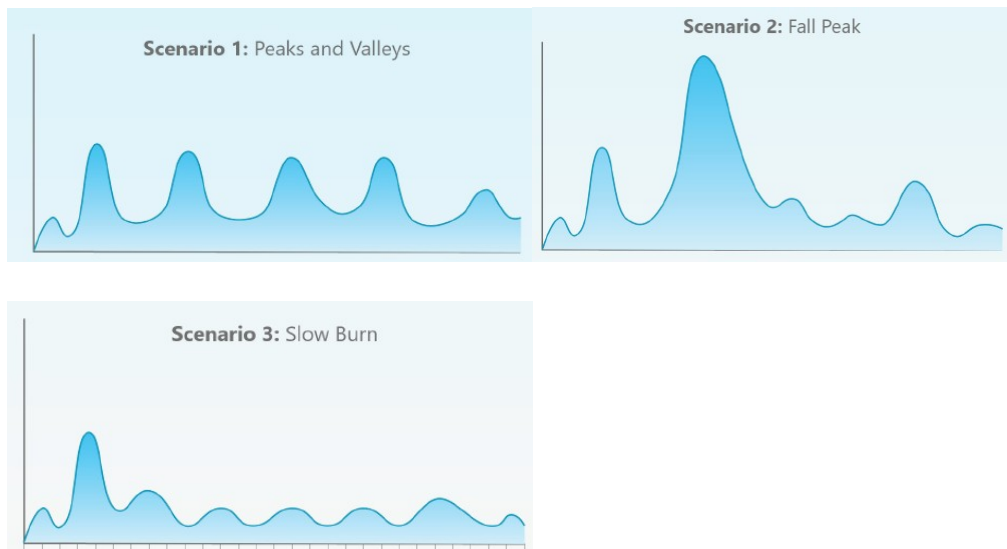 Scenario 1: Peaks and Valleys
Scenario 2: Fall Peak
Scenario 3: Slow Burn